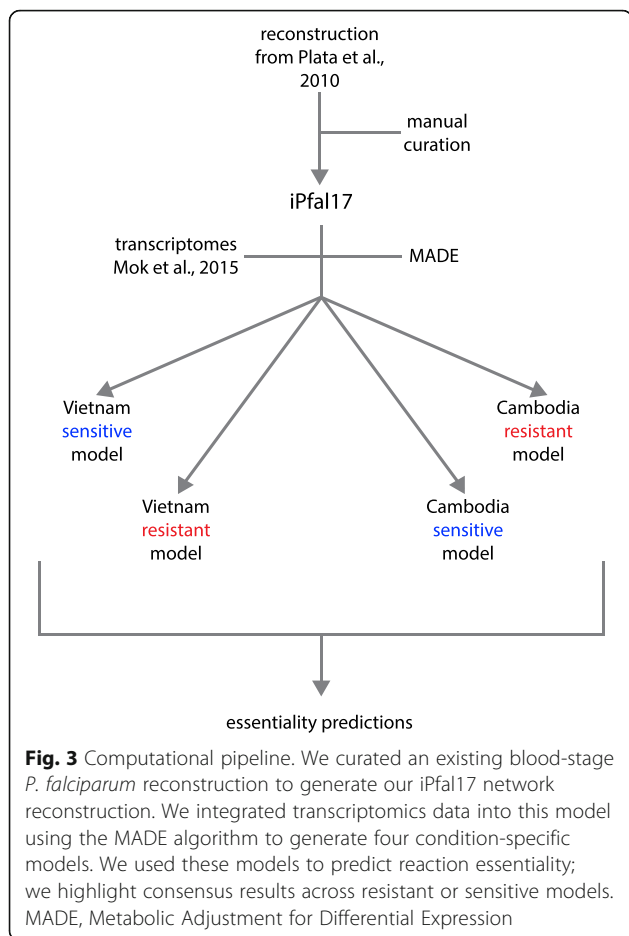 reconstruction
from Plata et al.,
2010
manual
curation
iPfal17
transcriptomes
Mok et al., 2015
MADE
Vietnam
sensitive
model
Cambodia
resistant
model
Vietnam
resistant
model
Cambodia
sensitive
model
essentiality predictions
Fig. 3 Computational pipeline. We curated an existing blood-stage
P. falciparum reconstruction to generate our iPfal17 network
reconstruction. We integrated transcriptomics data into this model
using the MADE algorithm to generate four condition-specific
models. We used these models to predict reaction essentiality;
we highlight consensus results across resistant or sensitive models.
MADE, Metabolic Adjustment for Differential Expression